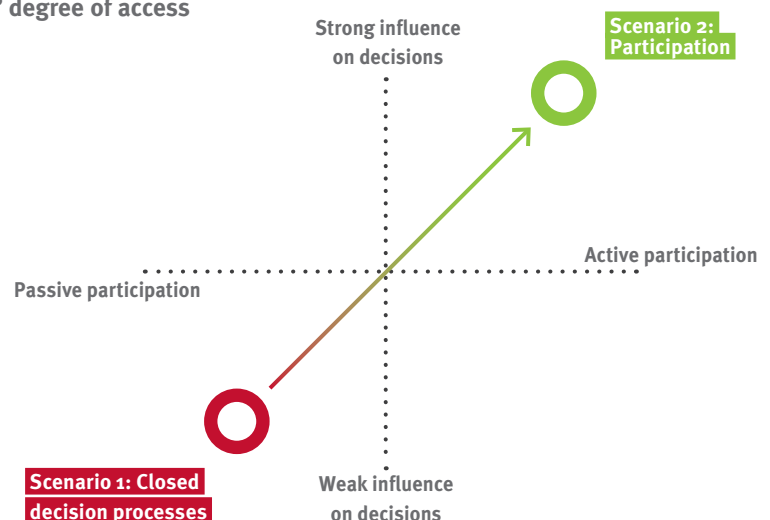 ’ degree of access
Strong influence
on decisions
Scenario 2:
Participation
Active participation
Passive participation
Scenario 1: Closed
decision processes
Weak influence
on decisions